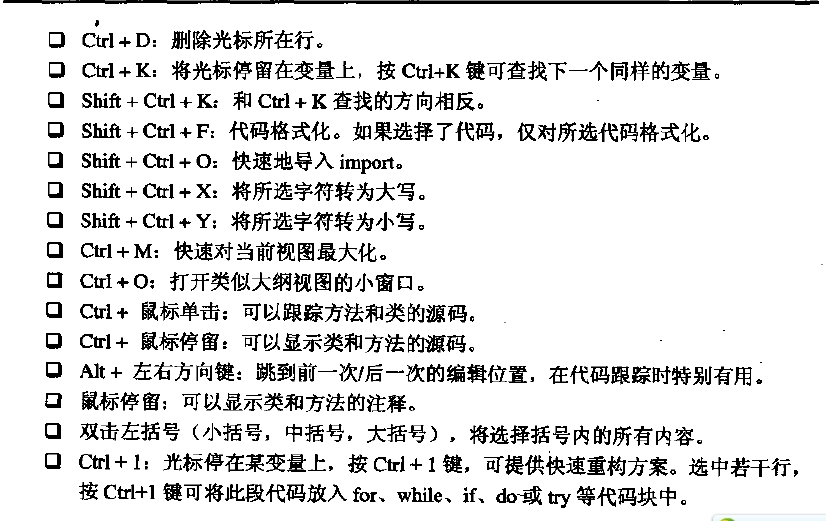 ❑ Ctrl + D：删除光标所在行。
❑ Ctrl + K：将光标停留在变量上，按 Ctrl+K 键可查找下一个同样的变量。
❑ Shift + Ctrl + K：和 Ctrl + K 查找的方向相反。
❑ Shift + Ctrl + F：代码格式化。如果选择了代码，仅对所选代码格式化。
❑ Shift + Ctrl + O：快速地导入 import。
❑ Shift + Ctrl + X：将所选字符转为大写。
❑ Shift + Ctrl + Y：将所选字符转为小写。
❑ Ctrl + M：快速对当前视图最大化。
❑ Ctrl + O：打开类似大纲视图的小窗口。
❑ Ctrl + 鼠标单击：可以跟踪方法和类的源码。
❑ Ctrl + 鼠标停留：可以显示类和方法的源码。
❑ Alt + 左右方向键：跳到前一次/后一次的编辑位置，在代码跟踪时特别有用。
❑ 鼠标停留：可以显示类和方法的注释。
❑ 双击左括号（小括号，中括号，大括号），将选择括号内的所有内容。
❑ Ctrl + 1：光标停在某变量上，按 Ctrl + 1 键，可提供快速重构方案。选中若干行，
按 Ctrl+1 键可将此段代码放入 for、while、if、do 或 try 等代码块中。